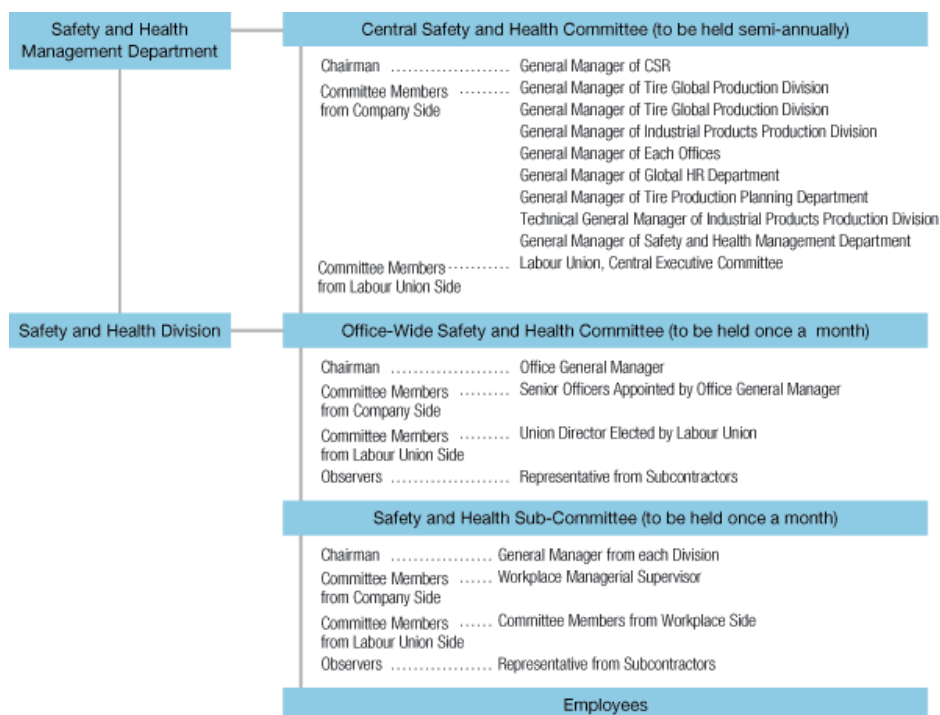 Safety and Health
Management Department
Central Safety and Health Committee (to be held semi-annually)
Chairman .................... General Manager of CSR
Committee Members ......... General Manager of Tire Global Production Division
from Company Side
General Manager of Tire Global Production Division
General Manager of Industrial Products Production Division
General Manager of Each Offices
General Manager of Global HR Department
General Manager of Tire Production Planning Department
Technical General Manager of Industrial Products Production Division
General Manager of Safety and Health Management Department
Committee Members ........... Labour Union, Central Executive Committee
from Labour Union Side
Safety and Health Division
Office-Wide Safety and Health Committee (to be held once a month)
Chairman .................... Office General Manager
Committee Members ......... Senior Officers Appointed by Office General Manager
from Company Side
Committee Members ......... Union Director Elected by Labour Union
from Labour Union Side
Observers .................... Representative from Subcontractors
Safety and Health Sub-Committee (to be held once a month)
Chairman ................... General Manager from each Division
Committee Members ...... Workplace Managerial Supervisor
from Company Side
Committee Members ...... Committee Members from Workplace Side
from Labour Union Side
Observers ................. Representative from Subcontractors
Employees